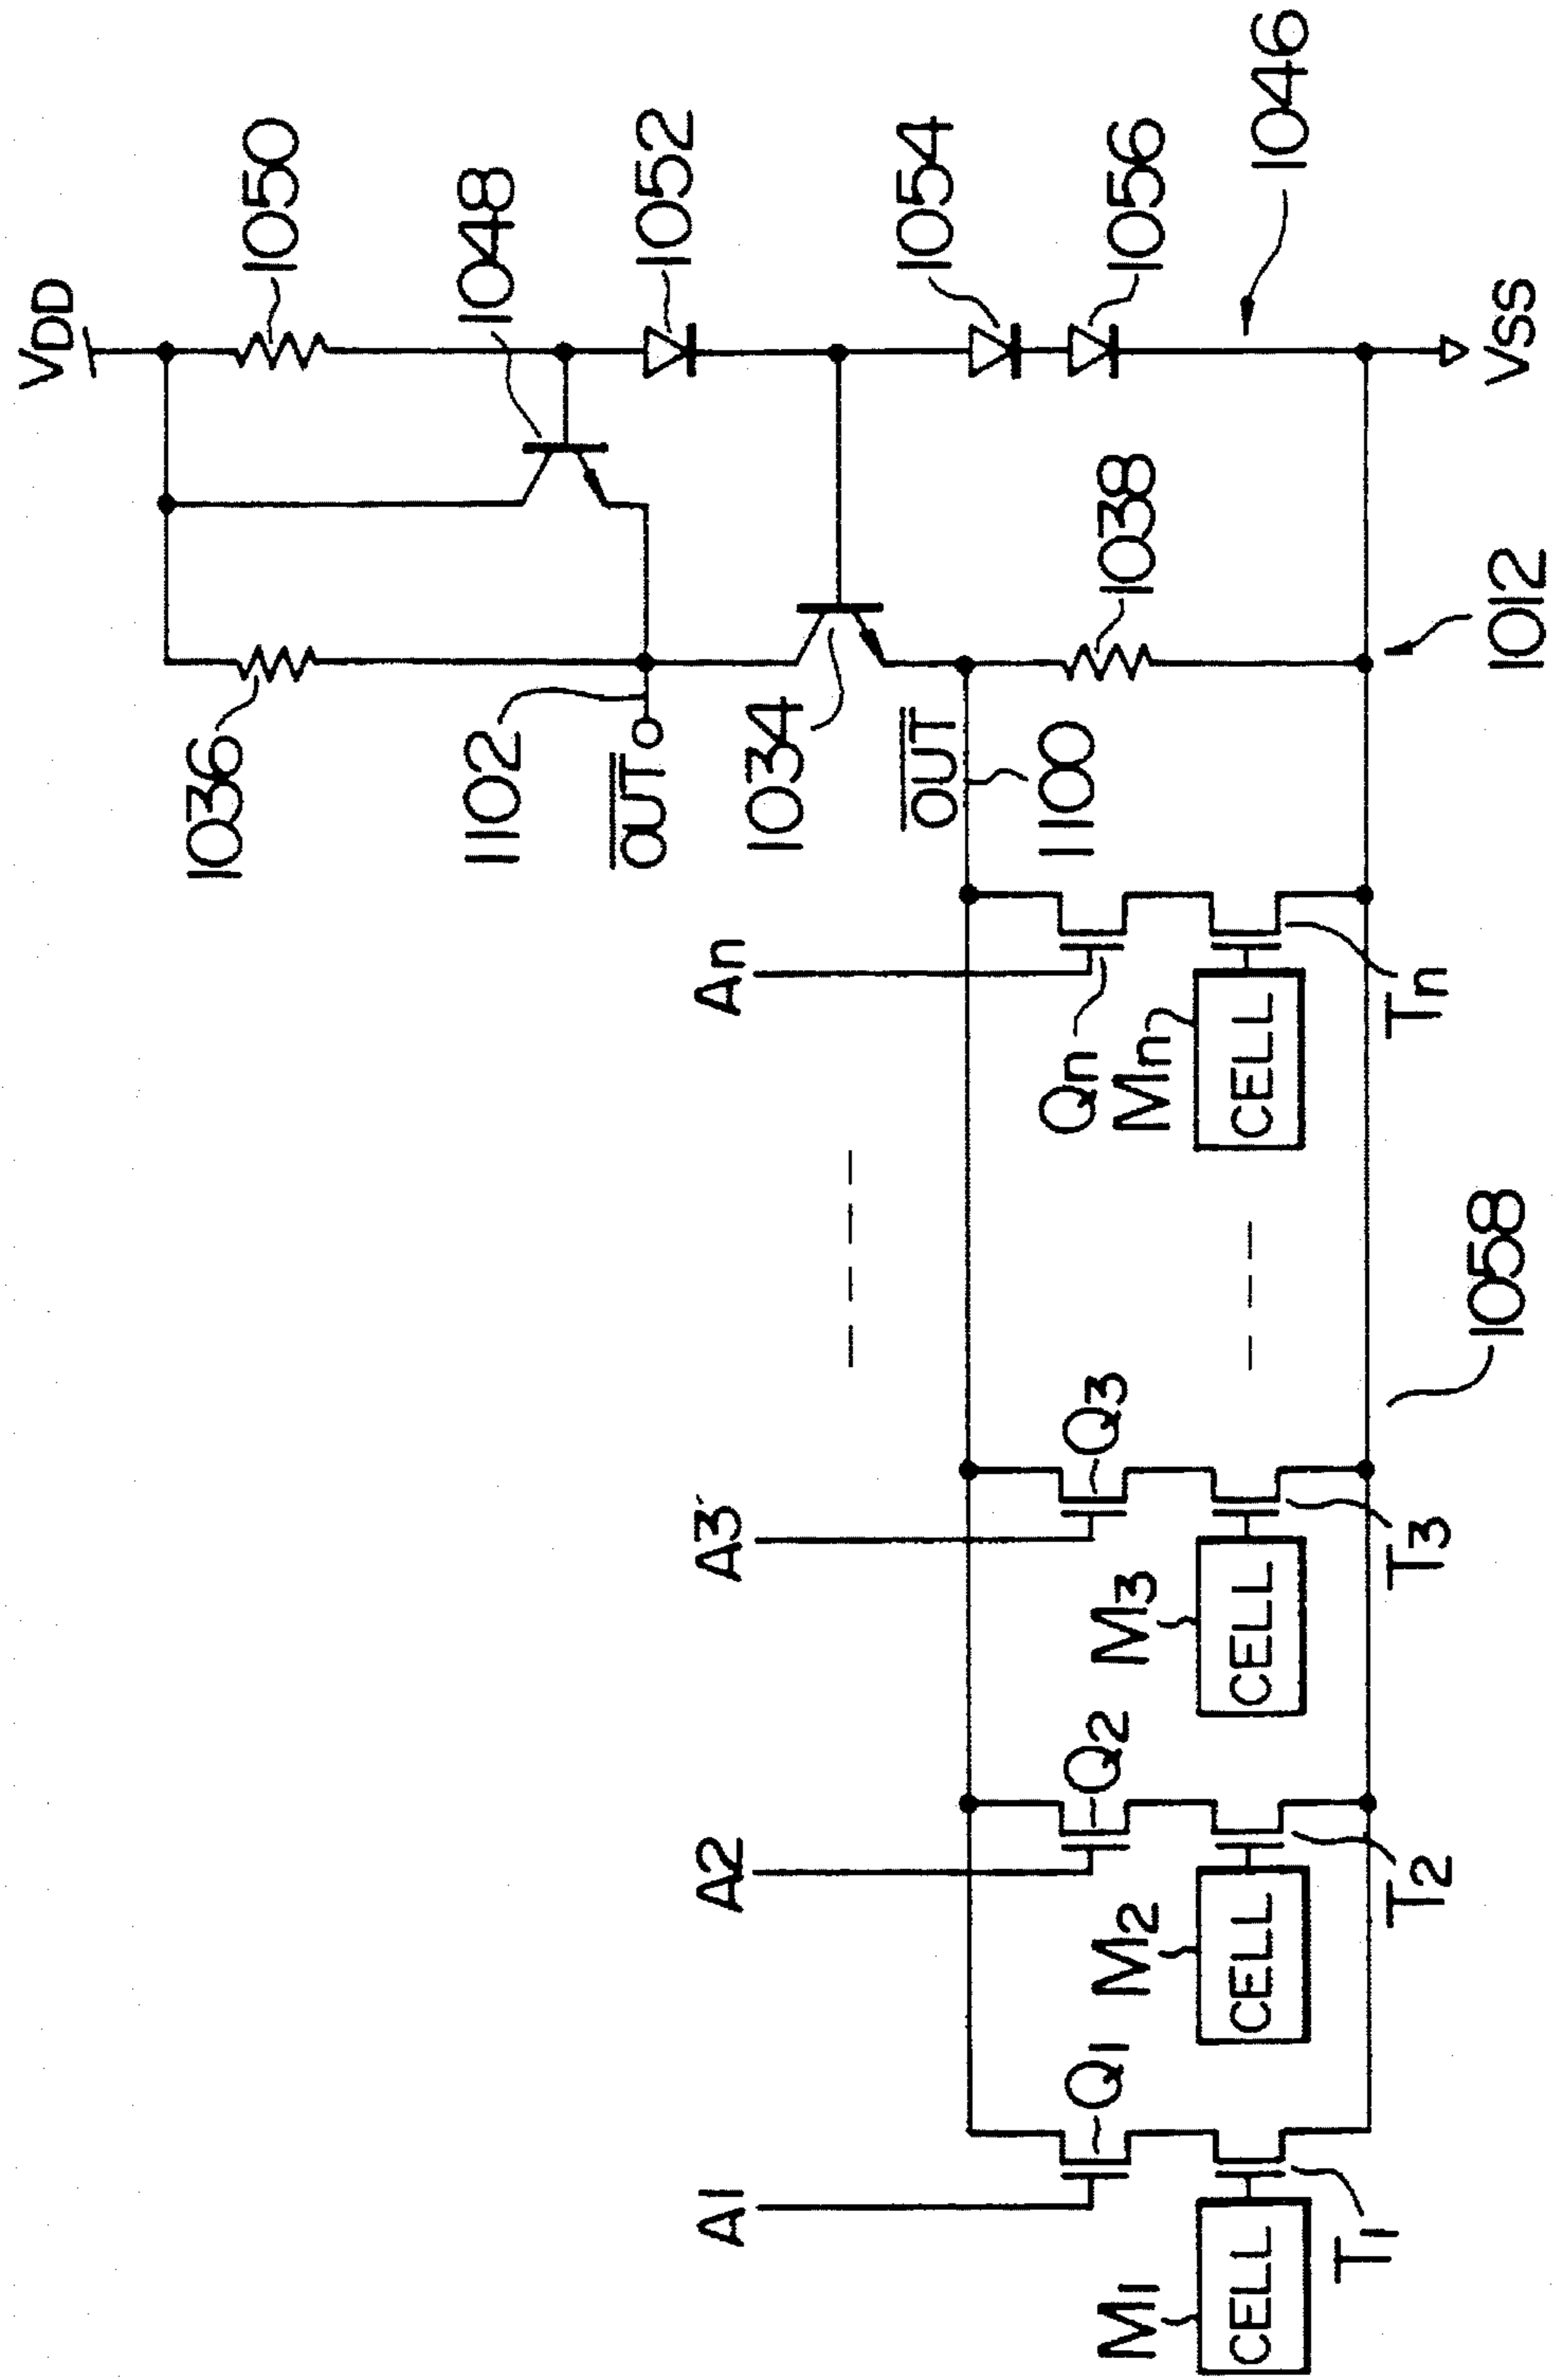 VDD
1050
1036
1048
1102
1052
OUT
1034
1054
OUT
1100
1038
1056
1046
VSS
1012
A1
A2
A3
An
Q1
Q2
Q3
Qn
M1
M2
M3
Mn
CELL
CELL
CELL
CELL
T1
T2
T3
Tn
1058